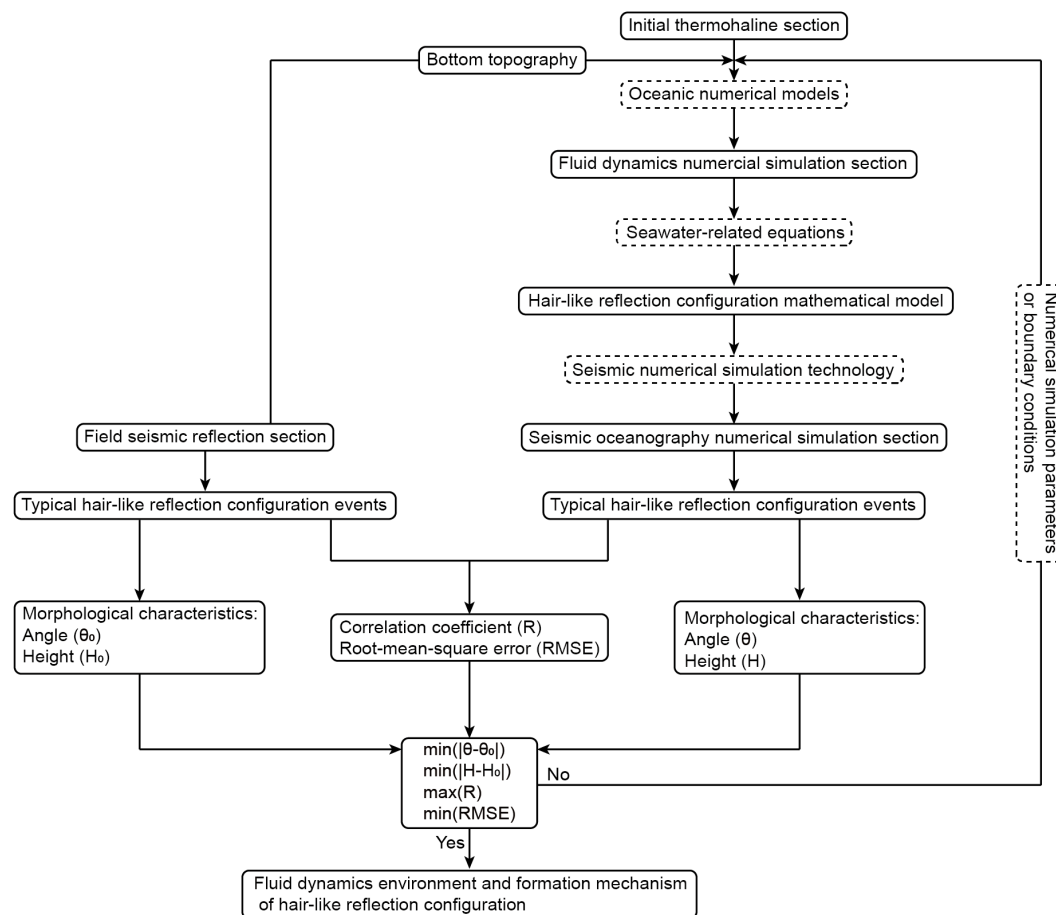 Initial thermohaline section
Bottom topography
Oceanic numerical models
Fluid dynamics numercial simulation section
Seawater-related equations
Hair-like reflection configuration mathematical model
Numerical simulation parameters
or boundary conditions
Seismic numerical simulation technology
Field seismic reflection section
Seismic oceanography numerical simulation section
Typical hair-like reflection configuration events
Typical hair-like reflection configuration events
Morphological characteristics:
Angle (θ₀)
Height (H₀)
Correlation coefficient (R)
Root-mean-square error (RMSE)
Morphological characteristics:
Angle (θ)
Height (H)
min(|θ-θ₀|)
min(|H-H₀|)
max(R)
min(RMSE)
No
Yes
Fluid dynamics environment and formation mechanism
of hair-like reflection configuration